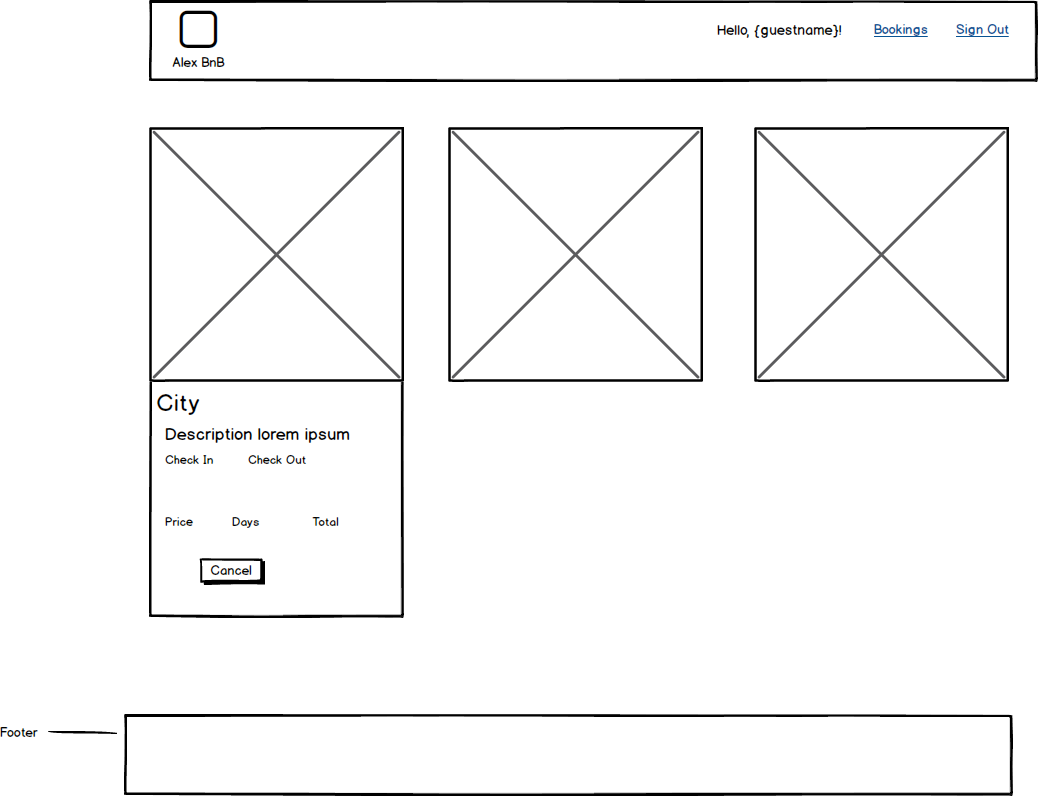 Hello, {guestname}! Bookings Sign Out
Alex BnB
City
Description lorem ipsum
Check In Check Out
Price Days Total
Cancel
Footer